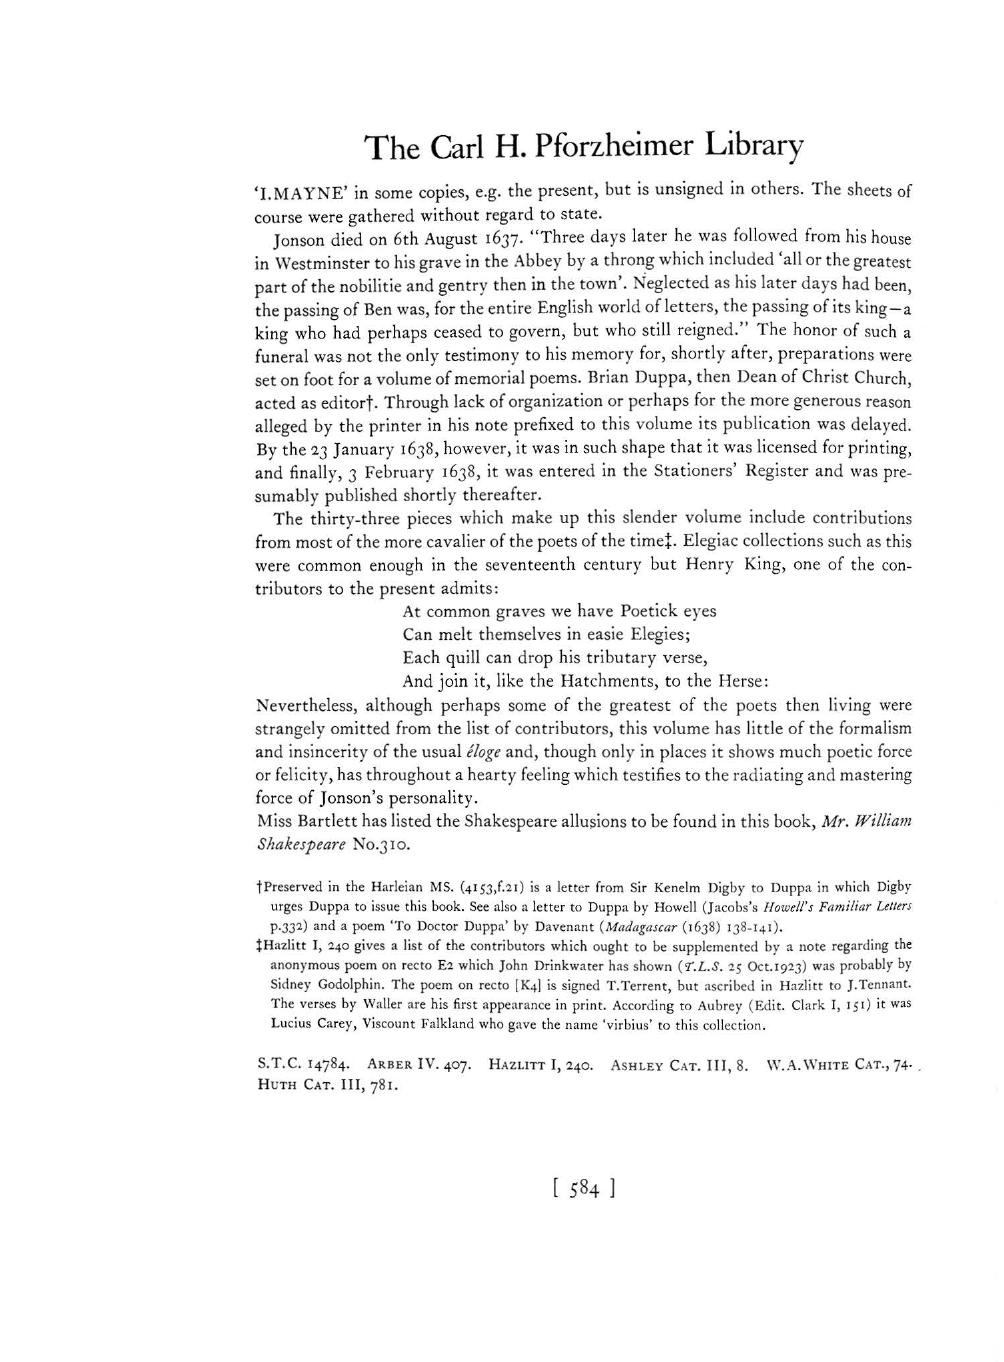 The Carl H. Pforzheimer Library
‘I.MAYNE’ in some copies, e.g. the present, but is unsigned in others. The sheets of
course were gathered without regard to state.
Jonson died on 6th August 1637. “Three days later he was followed from his house
in Westminster to his grave in the Abbey by a throng which included ‘all or the greatest
part of the nobilitie and gentry then in the town’. Neglected as his later days had been,
the passing of Ben was, for the entire English world of letters, the passing of its king—a
king who had perhaps ceased to govern, but who still reigned.” The honor of such a
funeral was not the only testimony to his memory for, shortly after, preparations were
set on foot for a volume of memorial poems. Brian Duppa, then Dean of Christ Church,
acted as editor†. Through lack of organization or perhaps for the more generous reason
alleged by the printer in his note prefixed to this volume its publication was delayed.
By the 23 January 1638, however, it was in such shape that it was licensed for printing,
and finally, 3 February 1638, it was entered in the Stationers’ Register and was pre-
sumably published shortly thereafter.
The thirty-three pieces which make up this slender volume include contributions
from most of the more cavalier of the poets of the time‡. Elegiac collections such as this
were common enough in the seventeenth century but Henry King, one of the con-
tributors to the present admits:
At common graves we have Poetick eyes
Can melt themselves in easie Elegies;
Each quill can drop his tributary verse,
And join it, like the Hatchments, to the Herse:
Nevertheless, although perhaps some of the greatest of the poets then living were
strangely omitted from the list of contributors, this volume has little of the formalism
and insincerity of the usual éloge and, though only in places it shows much poetic force
or felicity, has throughout a hearty feeling which testifies to the radiating and mastering
force of Jonson’s personality.
Miss Bartlett has listed the Shakespeare allusions to be found in this book, Mr. William
Shakespeare No.310.
†Preserved in the Harleian MS. (4153,f.21) is a letter from Sir Kenelm Digby to Duppa in which Digby
urges Duppa to issue this book. See also a letter to Duppa by Howell (Jacobs’s Howell’s Familiar Letters
p.332) and a poem ‘To Doctor Duppa’ by Davenant (Madagascar (1638) 138-141).
‡Hazlitt I, 240 gives a list of the contributors which ought to be supplemented by a note regarding the
anonymous poem on recto E2 which John Drinkwater has shown (T.L.S. 25 Oct.1923) was probably by
Sidney Godolphin. The poem on recto [K4] is signed T.Terrent, but ascribed in Hazlitt to J.Tennant.
The verses by Waller are his first appearance in print. According to Aubrey (Edit. Clark I, 151) it was
Lucius Carey, Viscount Falkland who gave the name ‘virbius’ to this collection.
S.T.C. 14784. ARBER IV. 407. HAZLITT I, 240. ASHLEY CAT. III, 8. W.A.WHITE CAT., 74.
HUTH CAT. III, 781.
[ 584 ]